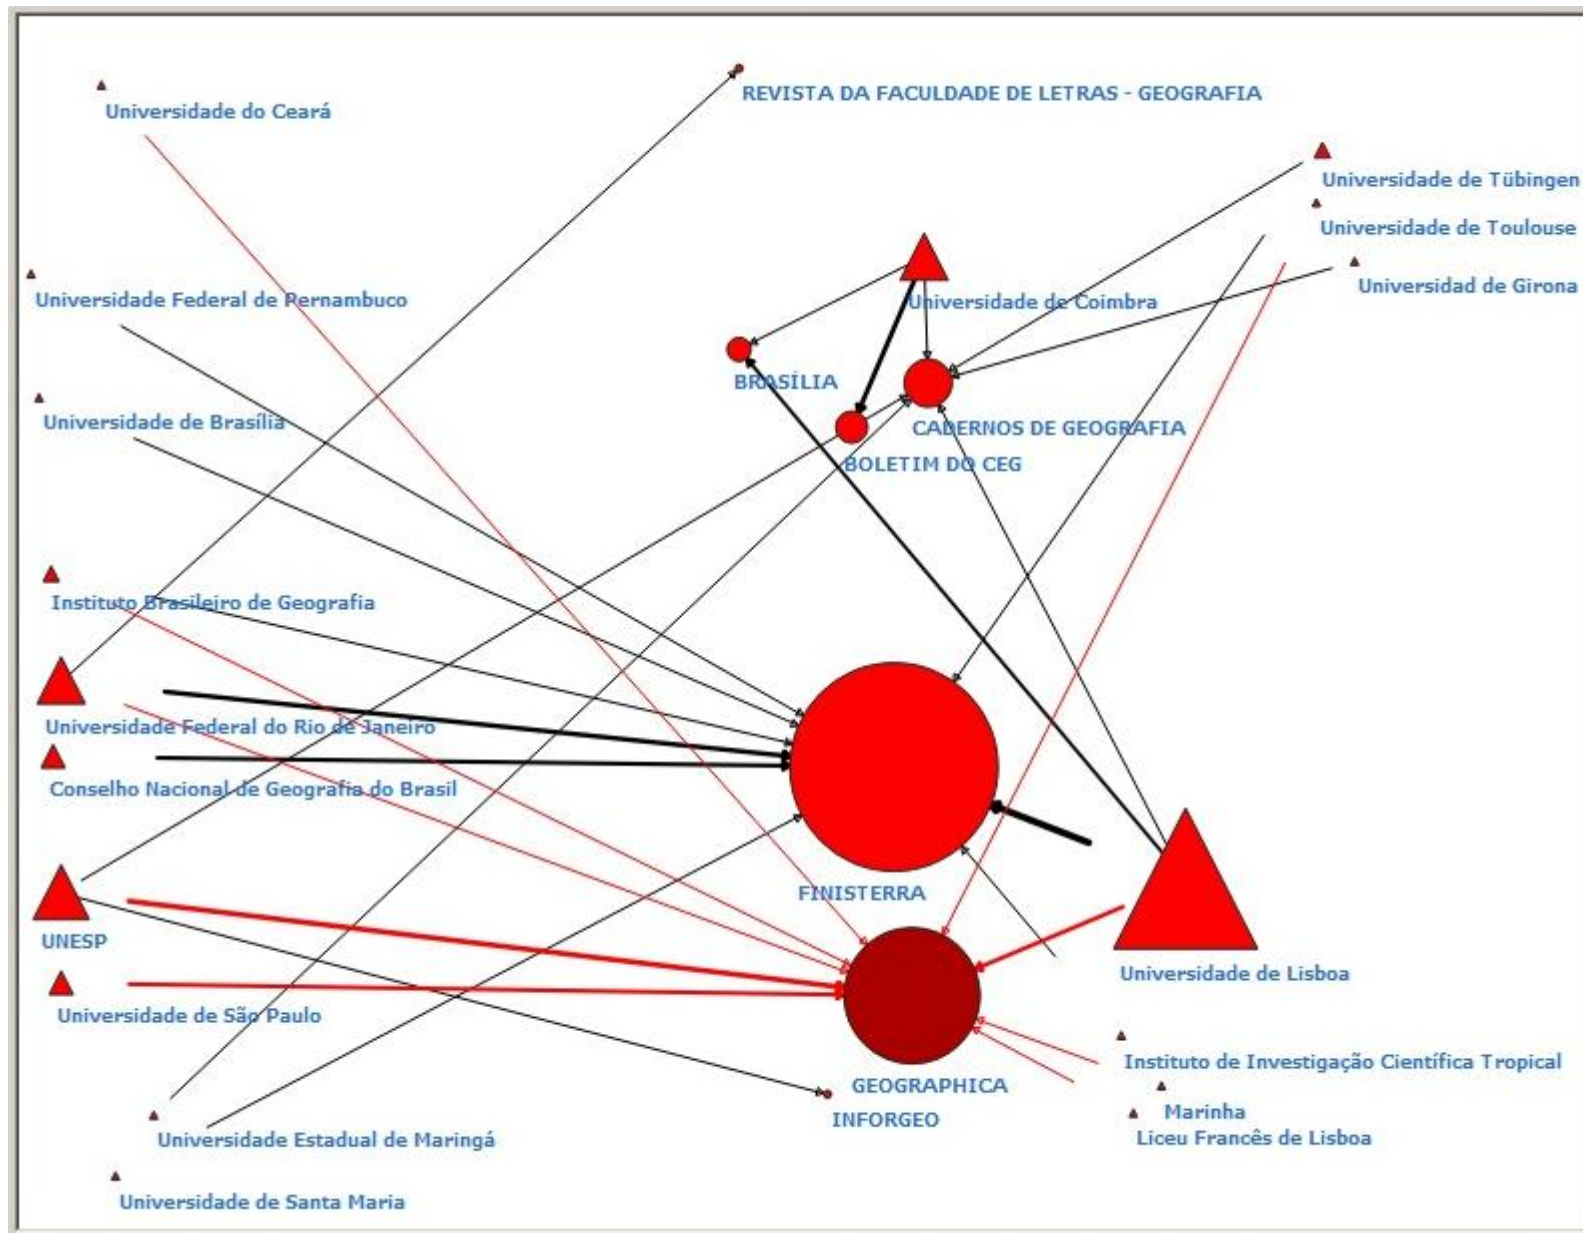 REVISTA DA FACULDADE DE LETRAS - GEOGRAFIA
Universidade do Ceará
Universidade de Tübingen
Universidade de Toulouse
Universidad de Girona
Universidade Federal de Pernambuco
Universidade de Coimbra
BRASÍLIA
Universidade de Brasília
CADERNOS DE GEOGRAFIA
BOLETIM DO CEG
Instituto Brasileiro de Geografia
Universidade Federal do Rio de Janeiro
Conselho Nacional de Geografia do Brasil
FINISTERRA
UNESP
Universidade de Lisboa
Universidade de São Paulo
Instituto de Investigação Científica Tropical
GEOGRAPHICA
Marinha
INFORGEO
Liceu Francês de Lisboa
Universidade Estadual de Maringá
Universidade de Santa Maria